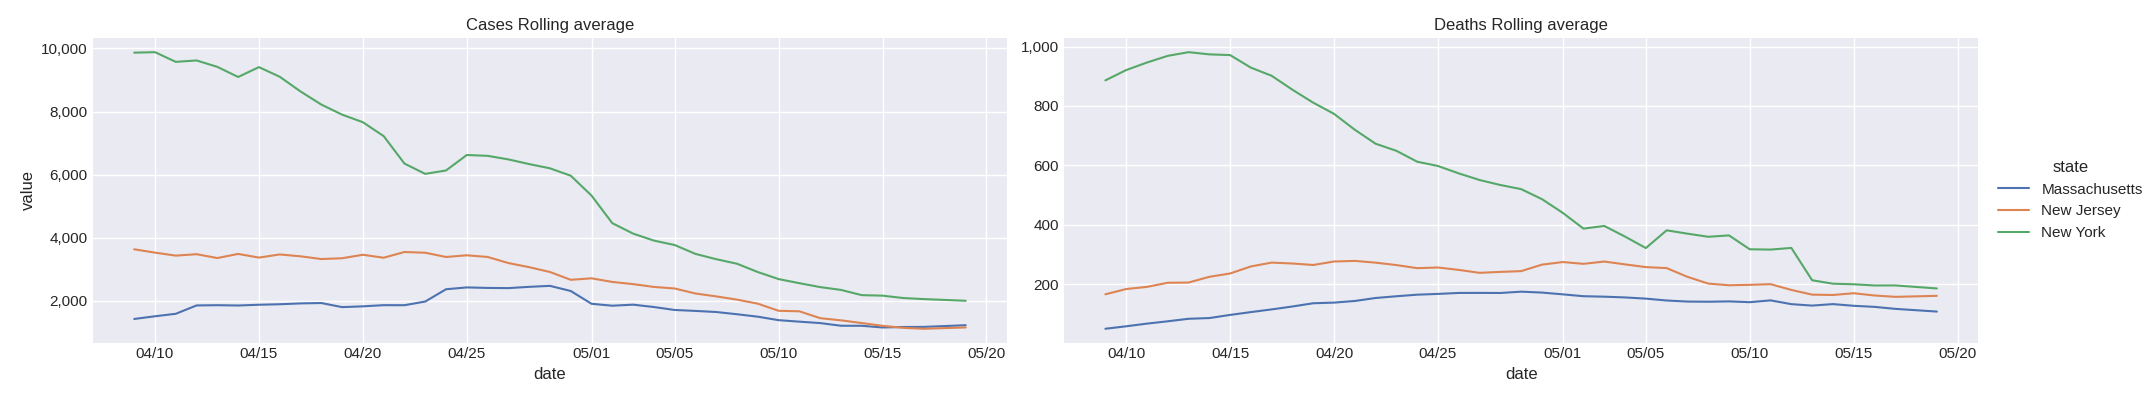 Cases Rolling average
10,000
8,000
6,000
4,000
2,000
value
04/10 04/15 04/20 04/25 05/01 05/05 05/10 05/15 05/20
date
Deaths Rolling average
1,000
800
600
400
200
04/10 04/15 04/20 04/25 05/01 05/05 05/10 05/15 05/20
date
state
Massachusetts
New Jersey
New York